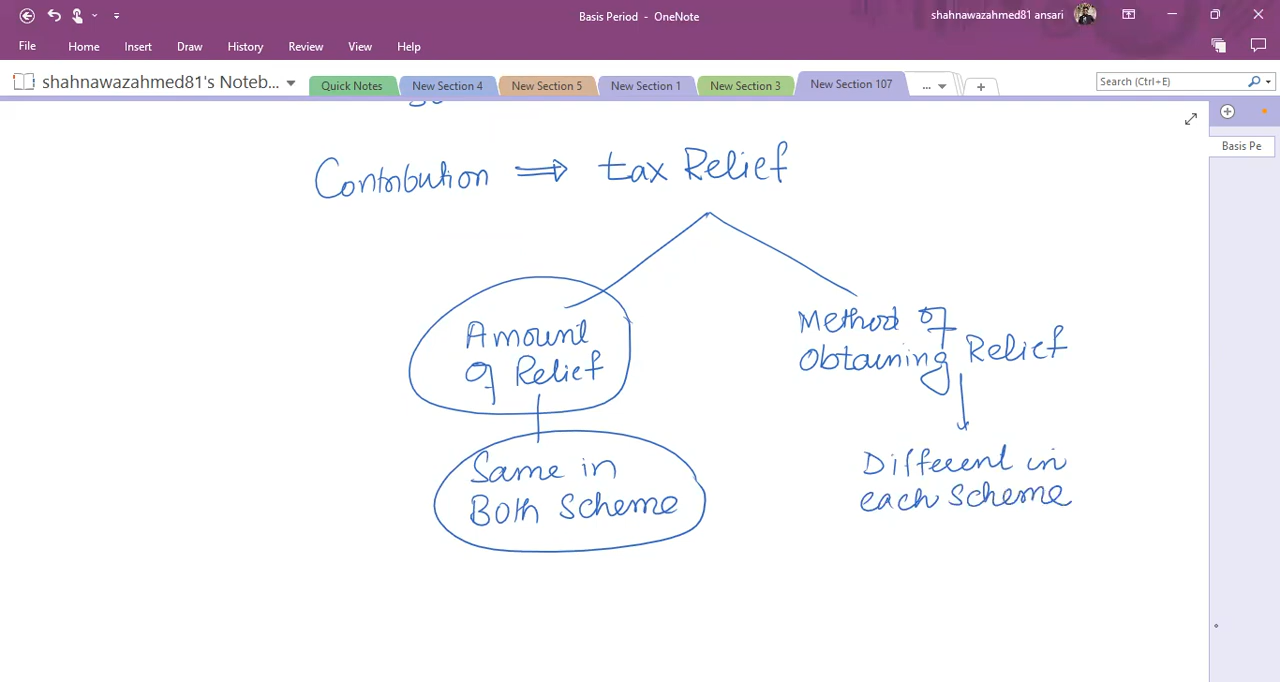 Basis Period - OneNote
shahnawazahmed81 ansari
File Home Insert Draw History Review View Help
shahnawazahmed81's Noteb...
Quick Notes
New Section 4
New Section 5
New Section 1
New Section 3
New Section 107
...
Search (Ctrl+E)
Basis Pe
Contribution ⇒ tax Relief
Amount
of Relief
Method of
Obtaining Relief
Same in
Both Scheme
Different in
each Scheme